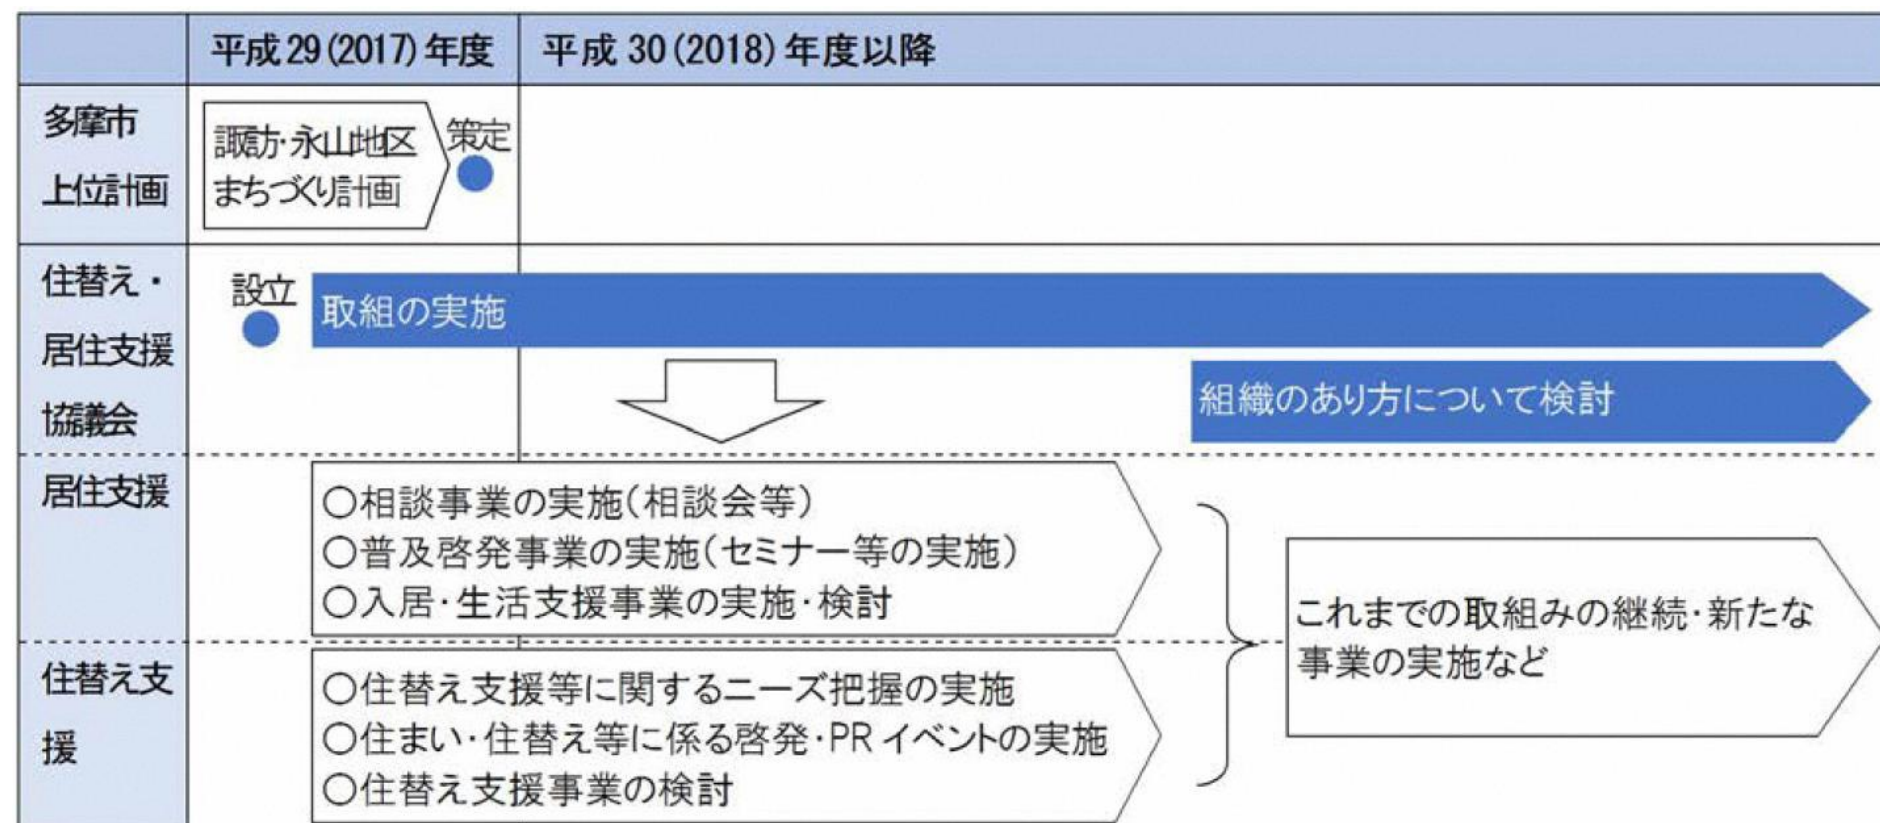 平成29(2017)年度
平成30(2018)年度以降
多摩市
上位計画
諏訪・永山地区
まちづくり計画
策定
住替え・
居住支援
協議会
設立
取組の実施
組織のあり方について検討
居住支援
○相談事業の実施(相談会等)
○普及啓発事業の実施(セミナー等の実施)
○入居・生活支援事業の実施・検討
住替え支
援
○住替え支援等に関するニーズ把握の実施
○住まい・住替え等に係る啓発・PRイベントの実施
○住替え支援事業の検討
これまでの取組みの継続・新たな
事業の実施など